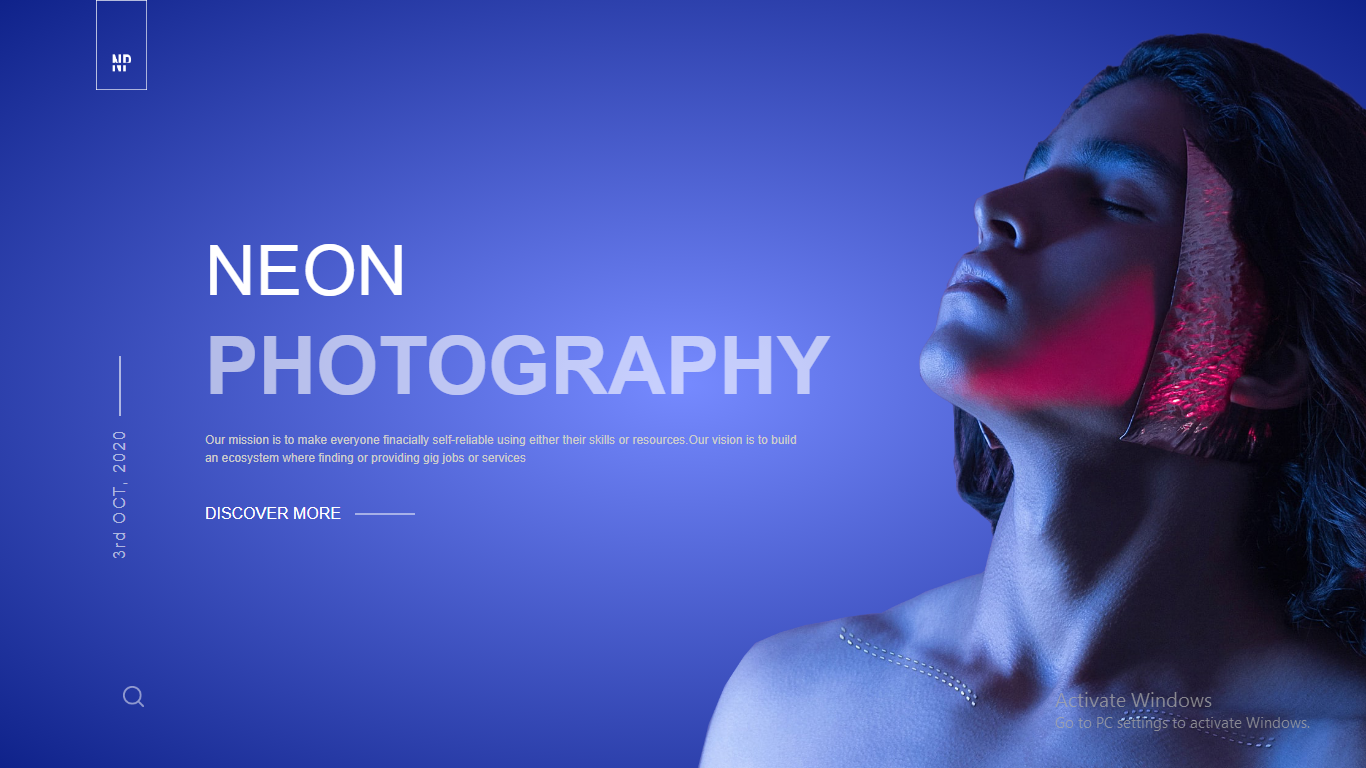 NP
NEON
PHOTOGRAPHY
Our mission is to make everyone finacially self-reliable using either their skills or resources.Our vision is to build
an ecosystem where finding or providing gig jobs or services
DISCOVER MORE
3rd OCT, 2020
Activate Windows
Go to PC settings to activate Windows.